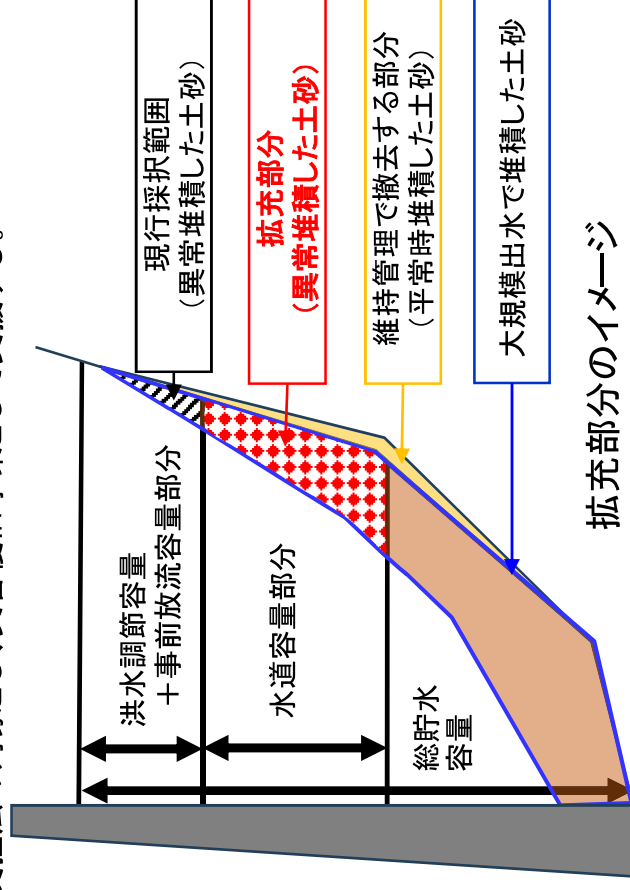 現行採択範囲
（異常堆積した土砂）
洪水調節容量
＋事前放流容量部分
拡充部分
（異常堆積した土砂）
水道容量部分
維持管理で撤去する部分
（平常時堆積した土砂）
総貯水
容量
大規模出水で堆積した土砂
拡充部分のイメージ